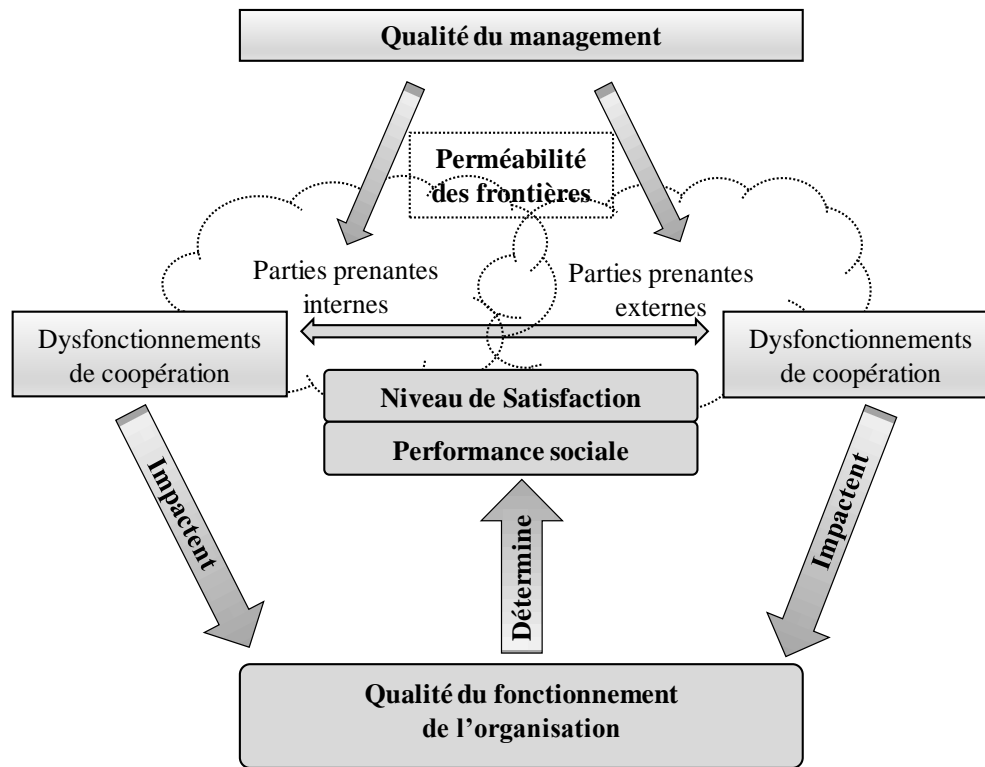 Qualité du management
Perméabilité
des frontières
Parties prenantes
internes
Parties prenantes
externes
Dysfonctionnements
de coopération
Dysfonctionnements
de coopération
Niveau de Satisfaction
Performance sociale
Impactent
Détermine
Impactent
Qualité du fonctionnement
de l’organisation